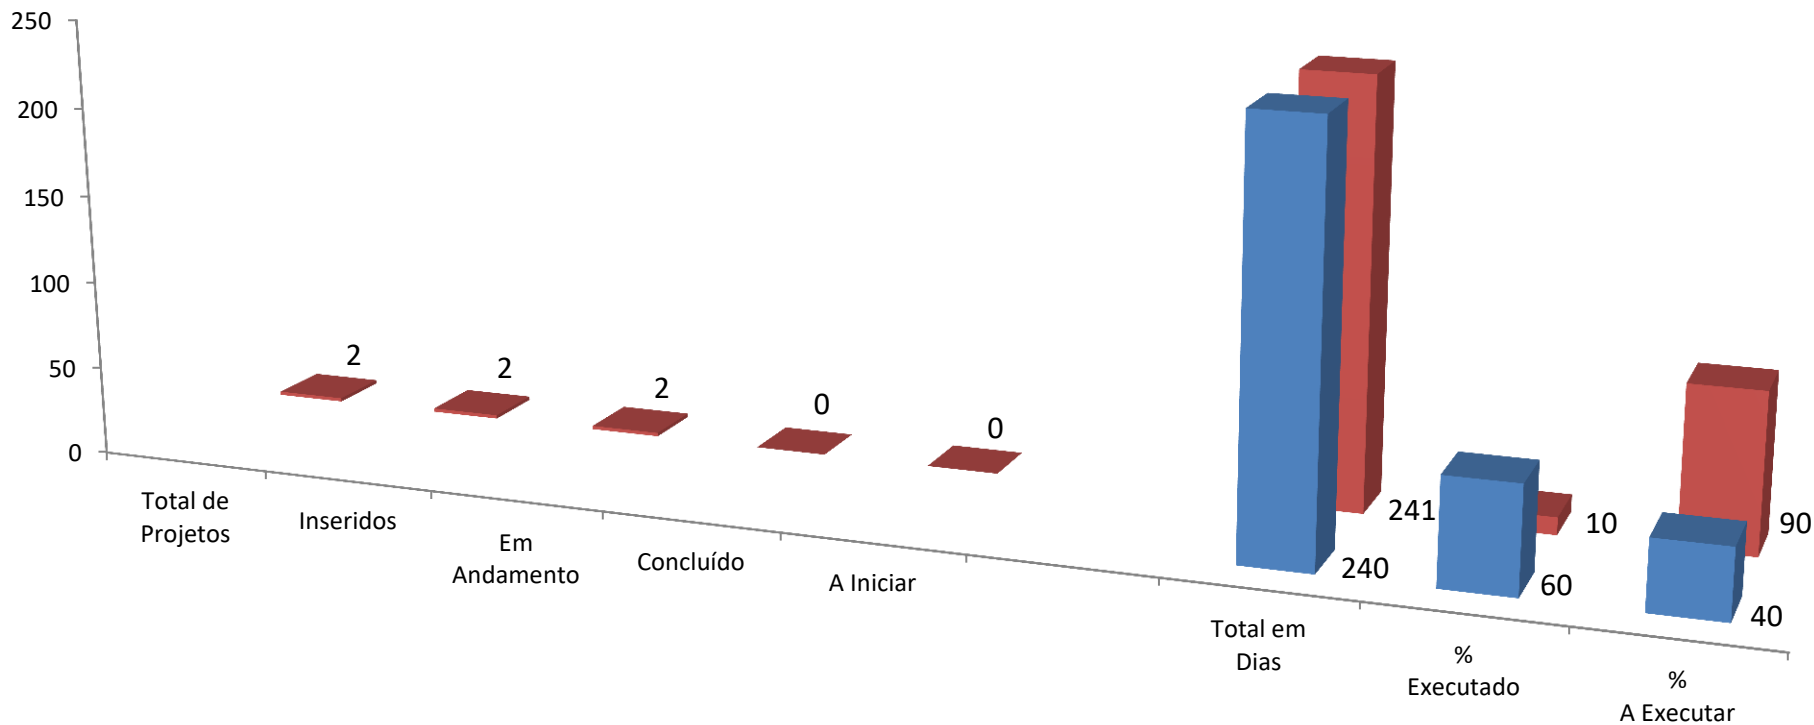 250
200
150
100
50
0
2
2
2
0
0
241
10
90
240
60
40
Total de
Projetos
Inseridos
Em
Andamento
Concluído
A Iniciar
Total em
Dias
%
Executado
%
A Executar